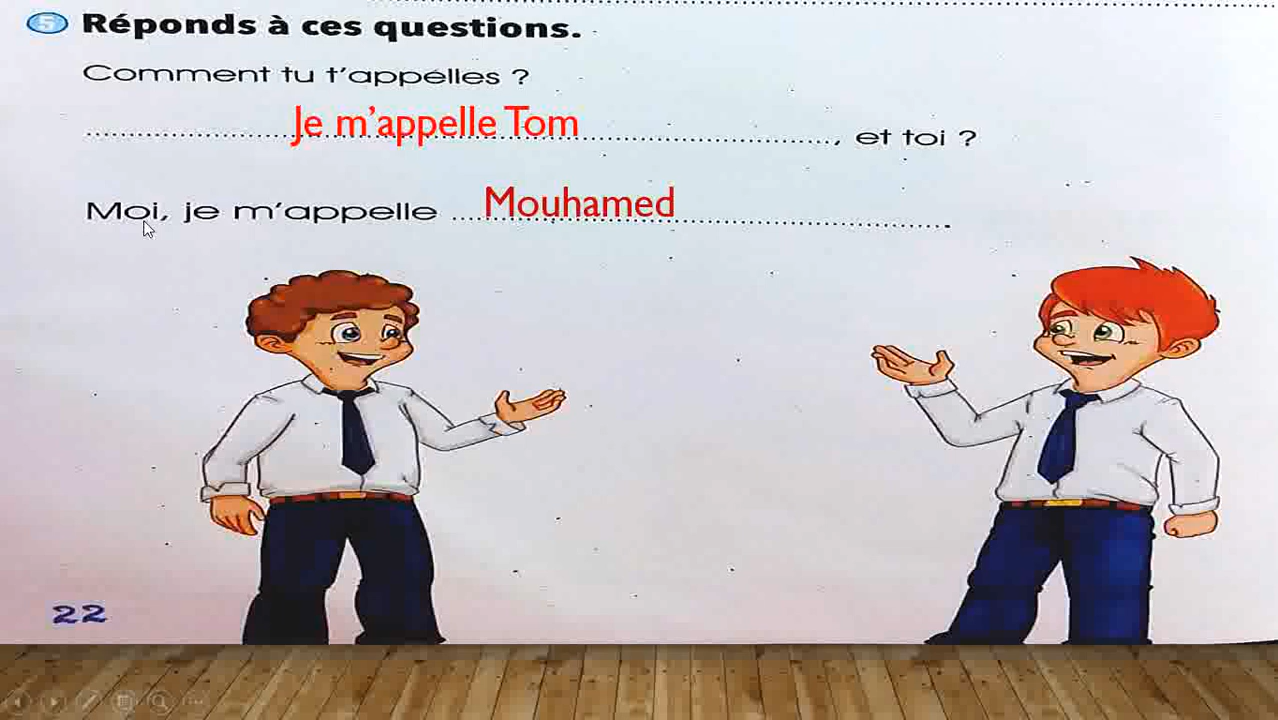 5 Réponds à ces questions.
Comment tu t'appelles ?
Je m'appelle Tom, et toi ?
Moi, je m'appelle Mouhamed.
22